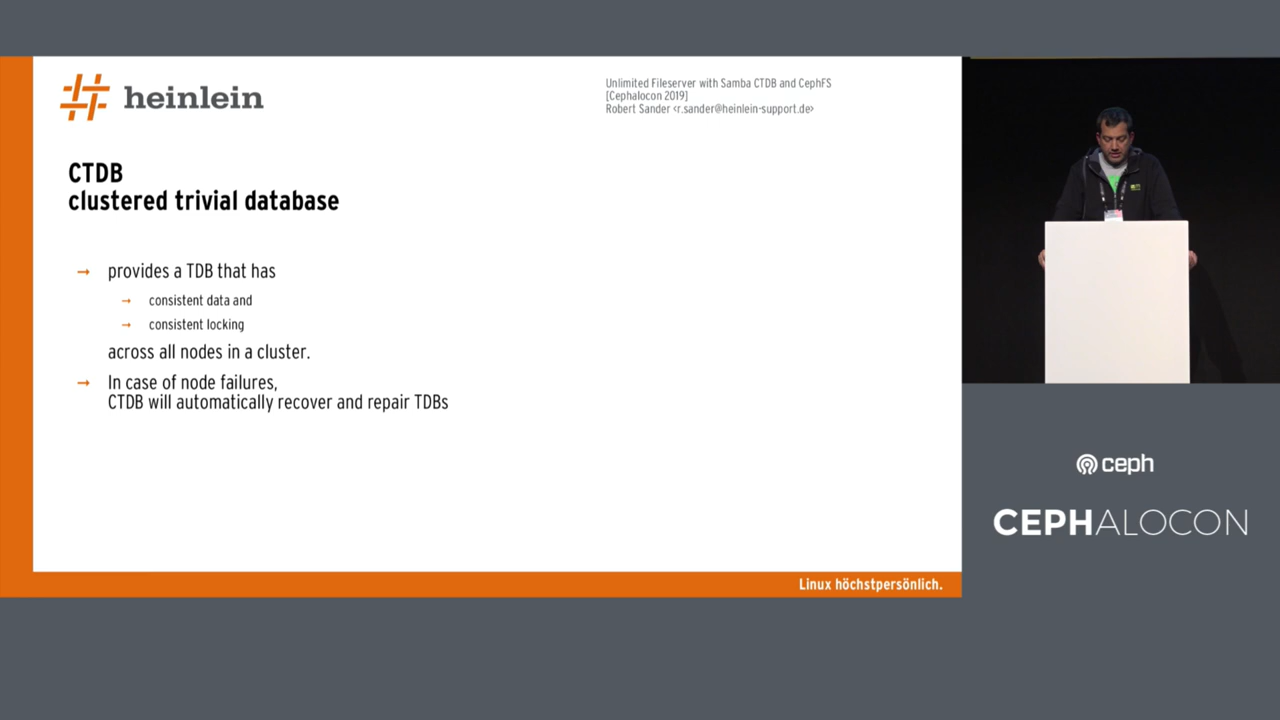 heinlein
Unlimited Fileserver with Samba CTDB and CephFS
[Cephalocon 2019]
Robert Sander <r.sander@heinlein-support.de>
CTDB
clustered trivial database
→ provides a TDB that has
→ consistent data and
→ consistent locking
across all nodes in a cluster.
→ In case of node failures,
CTDB will automatically recover and repair TDBs
Linux höchstpersönlich.
ceph
CEPHALOCON